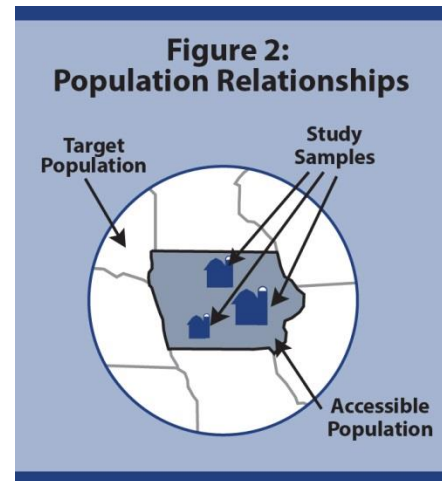 Figure 2:
Population Relationships
Target
Population
Study
Samples
Accessible
Population